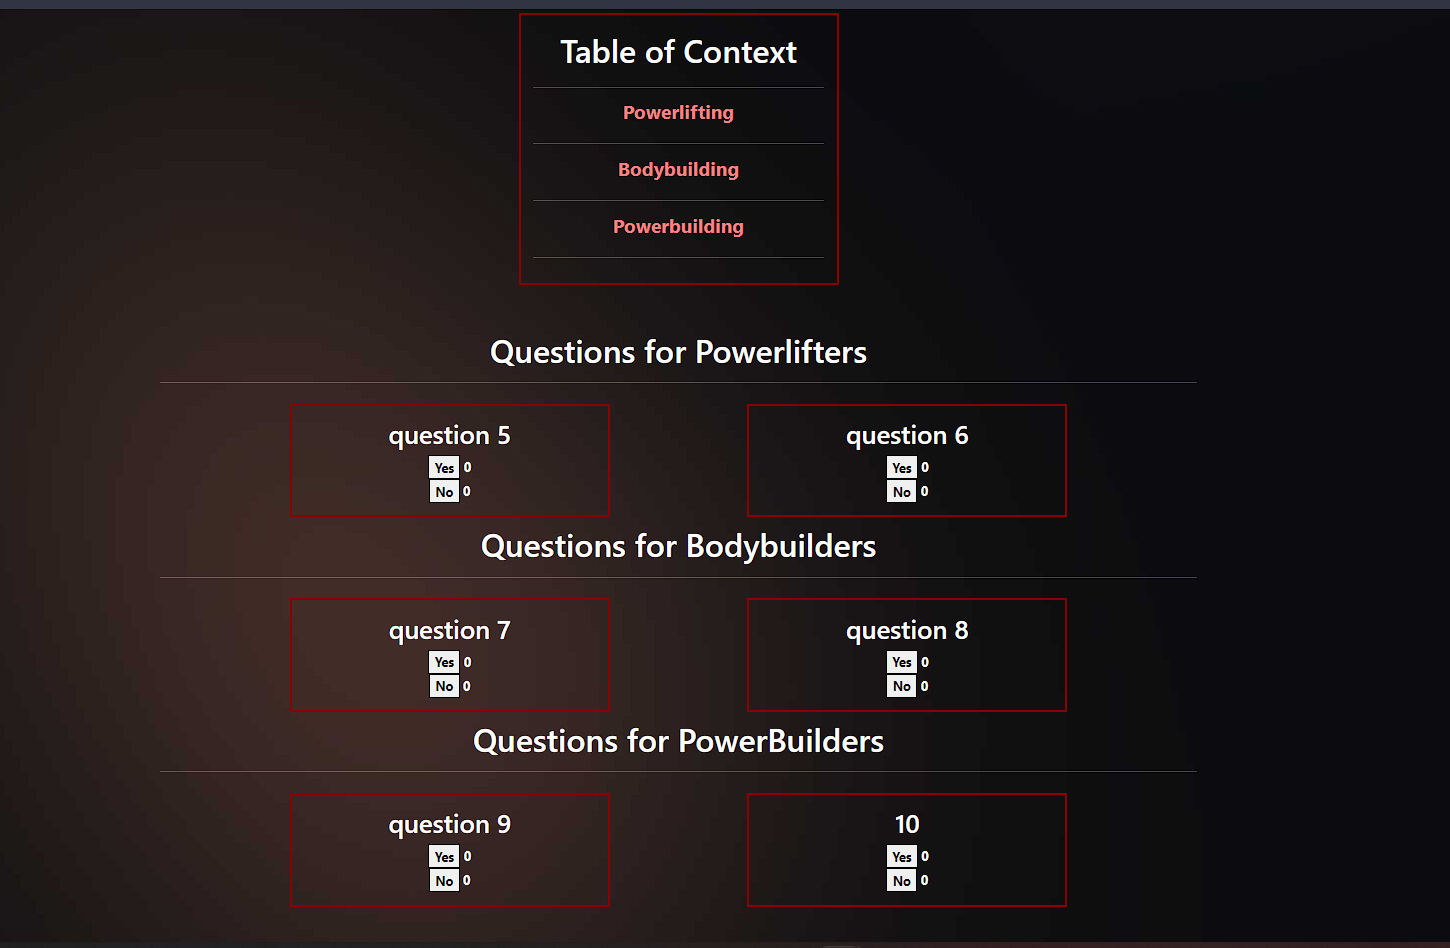 Table of Context
Powerlifting
Bodybuilding
Powerbuilding
Questions for Powerlifters
question 5
Yes 0
No 0
question 6
Yes 0
No 0
Questions for Bodybuilders
question 7
Yes 0
No 0
question 8
Yes 0
No 0
Questions for PowerBuilders
question 9
Yes 0
No 0
10
Yes 0
No 0